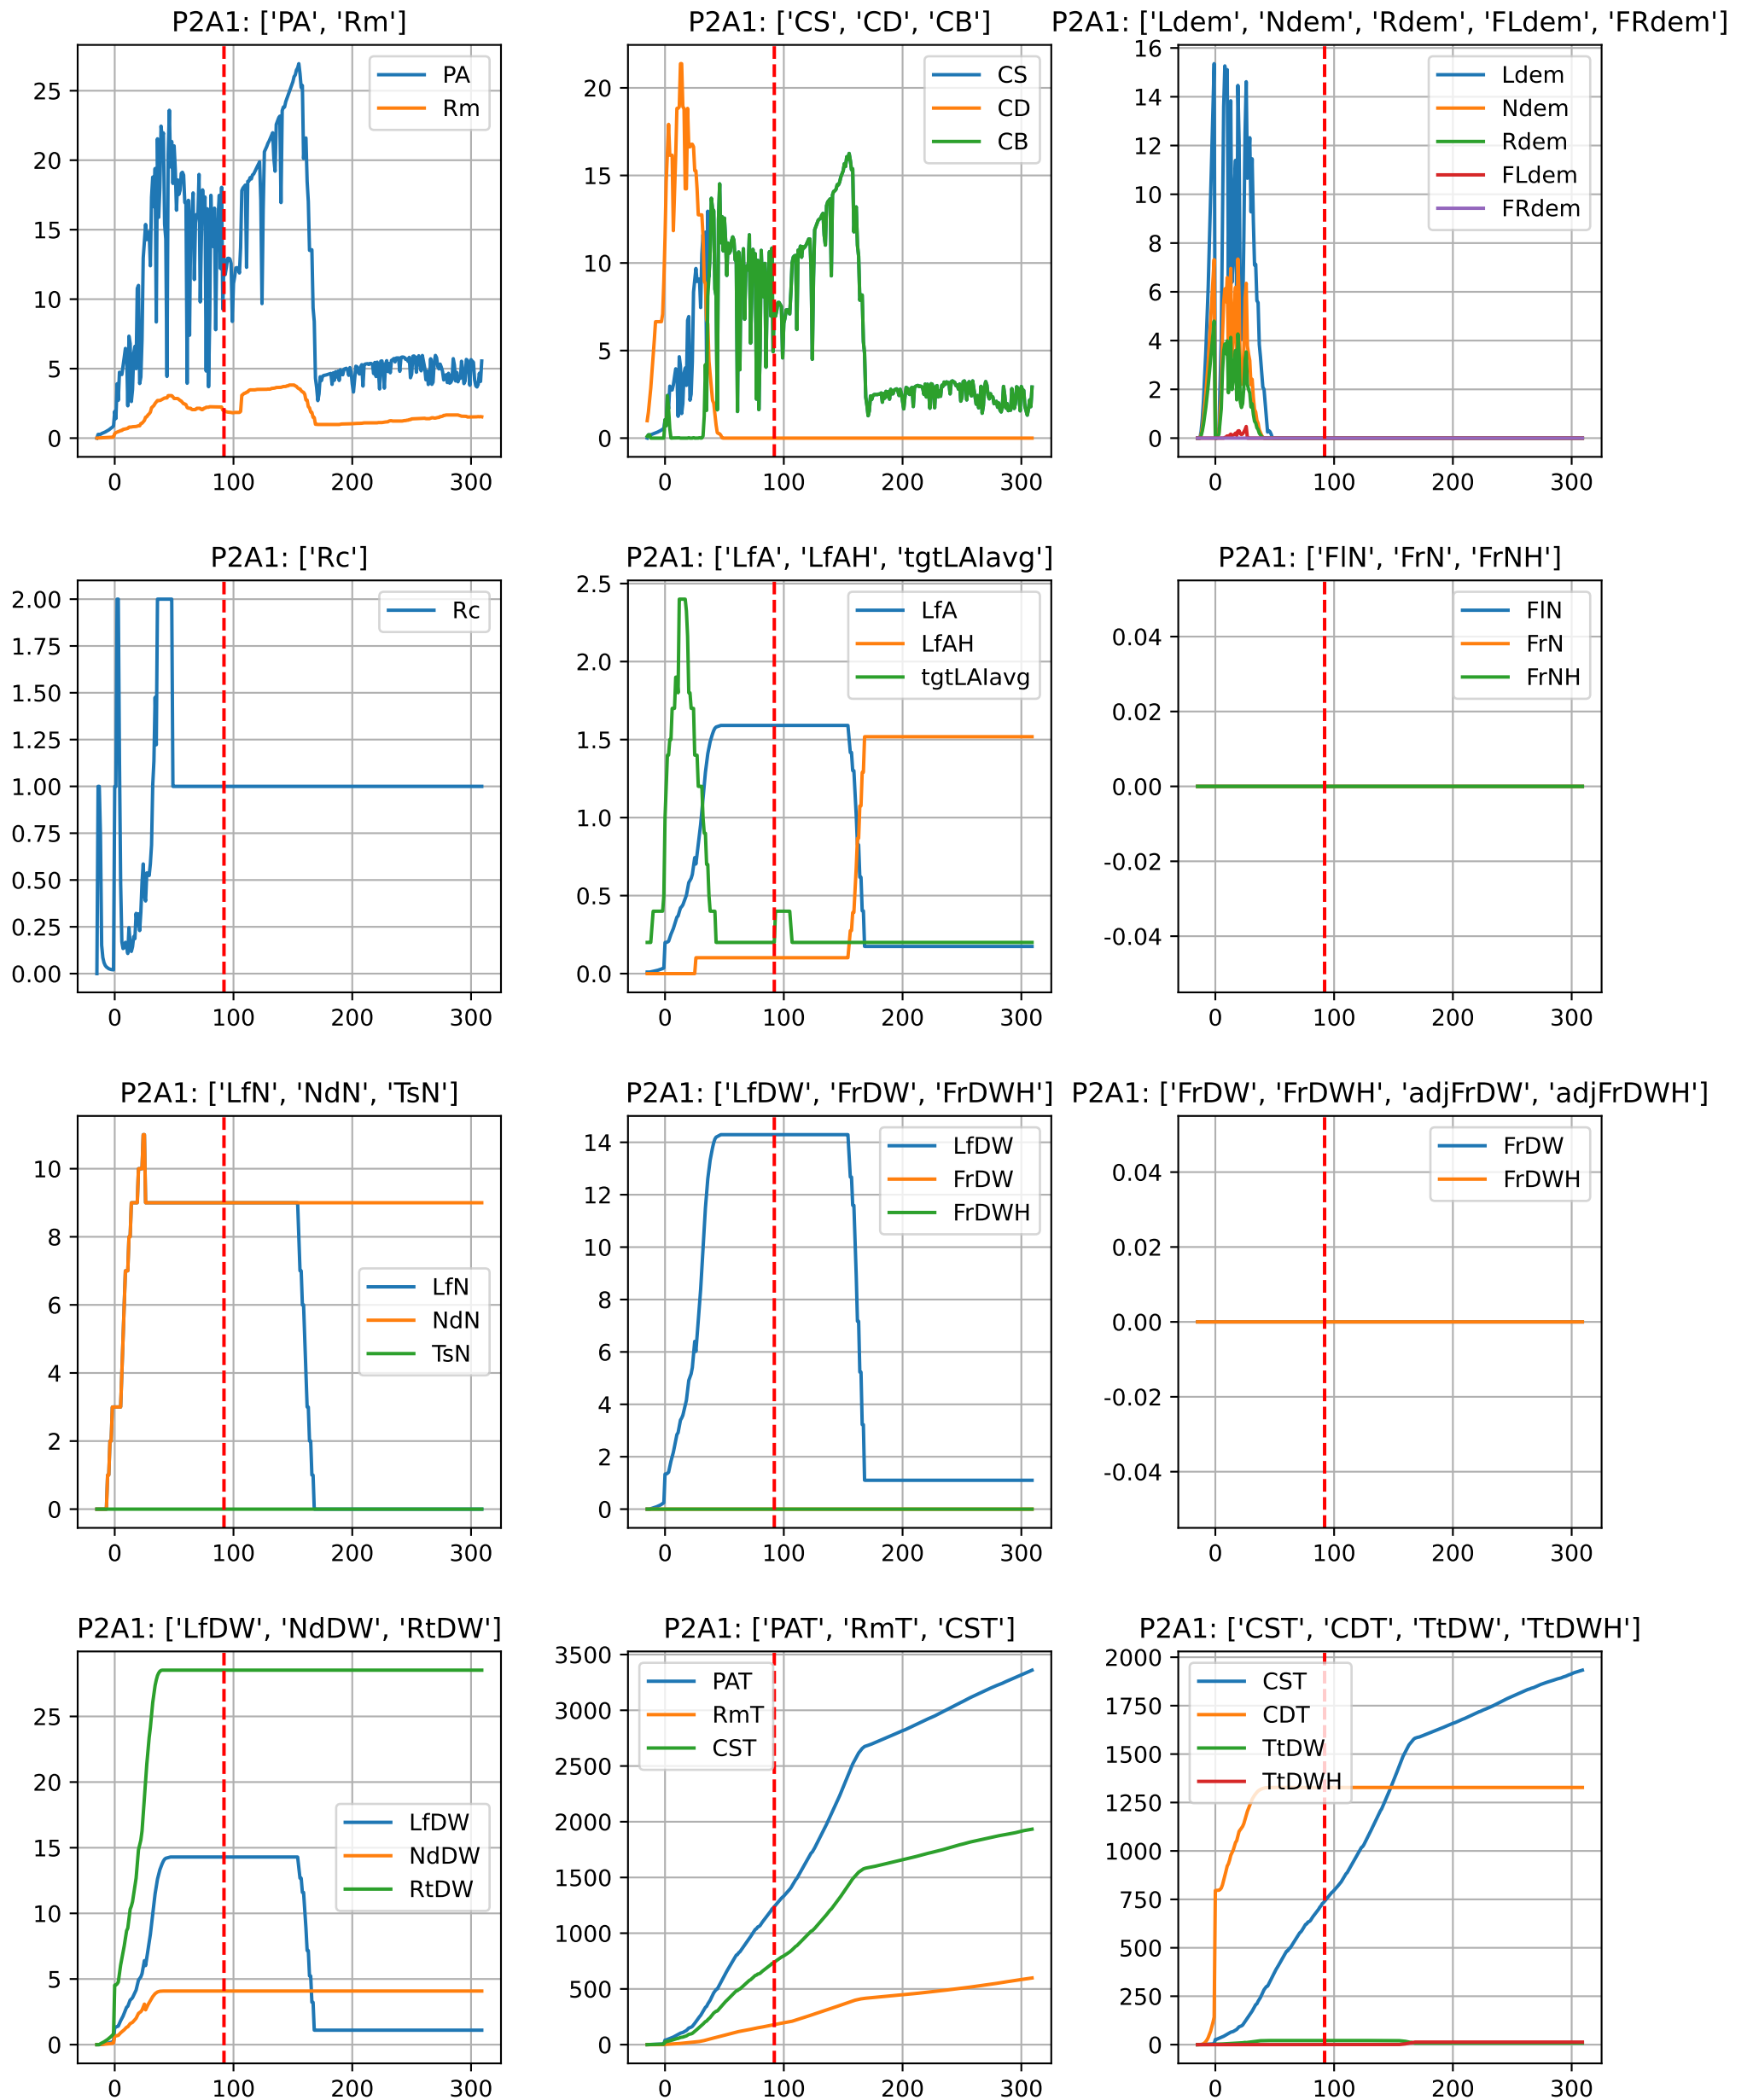 P2A1: ['PA', 'Rm']
25
20
15
10
5
0
0 100 200 300
PA
Rm
P2A1: ['CS', 'CD', 'CB']
20
15
10
5
0
0 100 200 300
CS
CD
CB
P2A1: ['Ldem', 'Ndem', 'Rdem', 'FLdem', 'FRdem']
16
14
12
10
8
6
4
2
0
0 100 200 300
Ldem
Ndem
Rdem
FLdem
FRdem
P2A1: ['Rc']
2.00
1.75
1.50
1.25
1.00
0.75
0.50
0.25
0.00
0 100 200 300
Rc
P2A1: ['LfA', 'LfAH', 'tgtLAIavg']
2.5
2.0
1.5
1.0
0.5
0.0
0 100 200 300
LfA
LfAH
tgtLAIavg
P2A1: ['FlN', 'FrN', 'FrNH']
0.04
0.02
0.00
-0.02
-0.04
0 100 200 300
FlN
FrN
FrNH
P2A1: ['LfN', 'NdN', 'TsN']
10
8
6
4
2
0
0 100 200 300
LfN
NdN
TsN
P2A1: ['LfDW', 'FrDW', 'FrDWH']
14
12
10
8
6
4
2
0
0 100 200 300
LfDW
FrDW
FrDWH
P2A1: ['FrDW', 'FrDWH', 'adjFrDW', 'adjFrDWH']
0.04
0.02
0.00
-0.02
-0.04
0 100 200 300
FrDW
FrDWH
P2A1: ['LfDW', 'NdDW', 'RtDW']
25
20
15
10
5
0
0 100 200 300
LfDW
NdDW
RtDW
P2A1: ['PAT', 'RmT', 'CST']
3500
3000
2500
2000
1500
1000
500
0
0 100 200 300
PAT
RmT
CST
P2A1: ['CST', 'CDT', 'TtDW', 'TtDWH']
2000
1750
1500
1250
1000
750
500
250
0
0 100 200 300
CST
CDT
TtDW
TtDWH